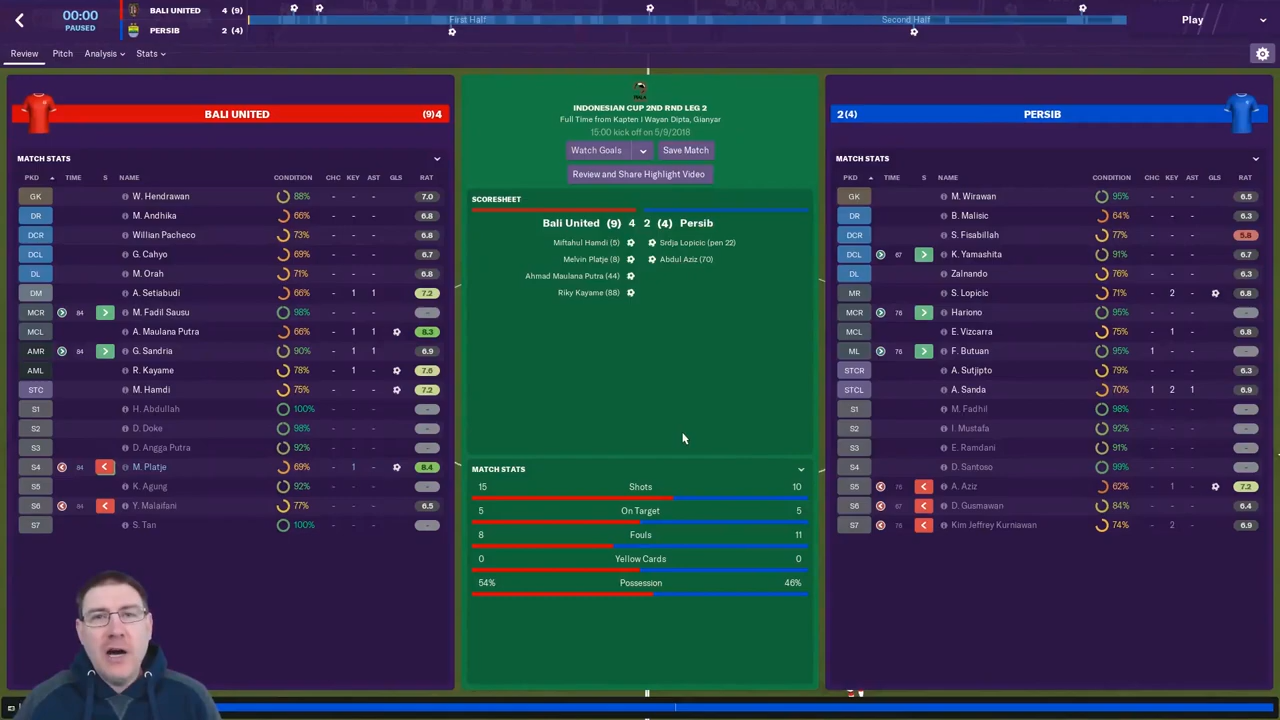 00:00
PAUSED
BALI UNITED 4 (9)
PERSIB 2 (4)
First Half
Second Half
Play
Review Pitch Analysis Stats
BALI UNITED (9)4
MATCH STATS
PKD TIME S NAME CONDITION CHC KEY AST GLS RAT
GK W. Hendrawan 88% - - - - 7.0
DR M. Andhika 66% - - - - 6.8
DCR Willian Pacheco 73% - - - - 6.8
DCL G. Cahyo 69% - - - - 6.7
DL M. Orah 71% - - - - 6.8
DM A. Setiabudi 66% - 1 1 - 7.2
MCR 84 M. Fadil Sausu 98% - - - - -
MCL A. Maulana Putra 66% - 1 1 8.3
AMR 84 G. Sandria 90% - 1 1 - 6.9
AML R. Kayame 78% - 1 - 7.6
STC M. Hamdi 75% - - - 7.2
S1 H. Abdullah 100% - - - - -
S2 D. Doke 98% - - - - -
S3 D. Angga Putra 92% - - - - -
S4 84 M. Platje 69% - 1 - 8.4
S5 K. Agung 92% - - - - -
S6 84 Y. Malaifani 77% - - - - 6.5
S7 S. Tan 100% - - - - -
INDONESIAN CUP 2ND RND LEG 2
Full Time from Kapten I Wayan Dipta, Gianyar
15:00 kick off on 5/9/2018
Watch Goals Save Match
Review and Share Highlight Video
SCORESHEET
Bali United (9) 4 2 (4) Persib
Miftahul Hamdi (5) Srdja Lopicic (pen 22)
Melvin Platje (8) Abdul Aziz (70)
Ahmad Maulana Putra (44)
Riky Kayame (88)
MATCH STATS
15 Shots 10
5 On Target 5
8 Fouls 11
0 Yellow Cards 0
54% Possession 46%
2(4) PERSIB
MATCH STATS
PKD TIME S NAME CONDITION CHC KEY AST GLS RAT
GK M. Wirawan 95% - - - - 6.5
DR B. Malisic 64% - - - - 6.3
DCR S. Fisabillah 77% - - - - 5.8
DCL 67 K. Yamashita 91% - - - - 6.7
DL Zalnando 76% - - - - 6.3
MR S. Lopicic 71% - 2 - 6.8
MCR 76 Hariono 95% - - - - -
MCL E. Vizcarra 75% - 1 - - 6.8
ML 76 F. Butuan 95% 1 - - - -
STCR A. Sutjipto 79% - - - - 6.3
STCL A. Sanda 70% 1 2 1 - 6.9
S1 M. Fadhil 98% - - - - -
S2 I. Mustafa 92% - - - - -
S3 E. Ramdani 91% - - - - -
S4 D. Santoso 99% - - - - -
S5 76 A. Aziz 62% - 1 - 7.2
S6 67 D. Gusmawan 84% - - - - 6.4
S7 76 Kim Jeffrey Kurniawan 74% - 2 - - 6.9